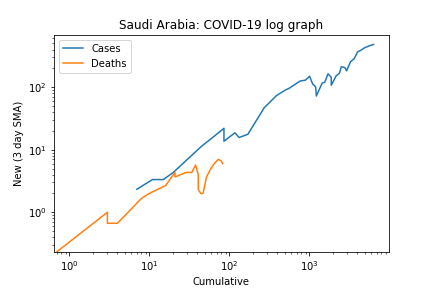 Saudi Arabia: COVID-19 log graph
Cases
Deaths
New (3 day SMA)
10²
10¹
10⁰
10⁰ 10¹ 10² 10³
Cumulative